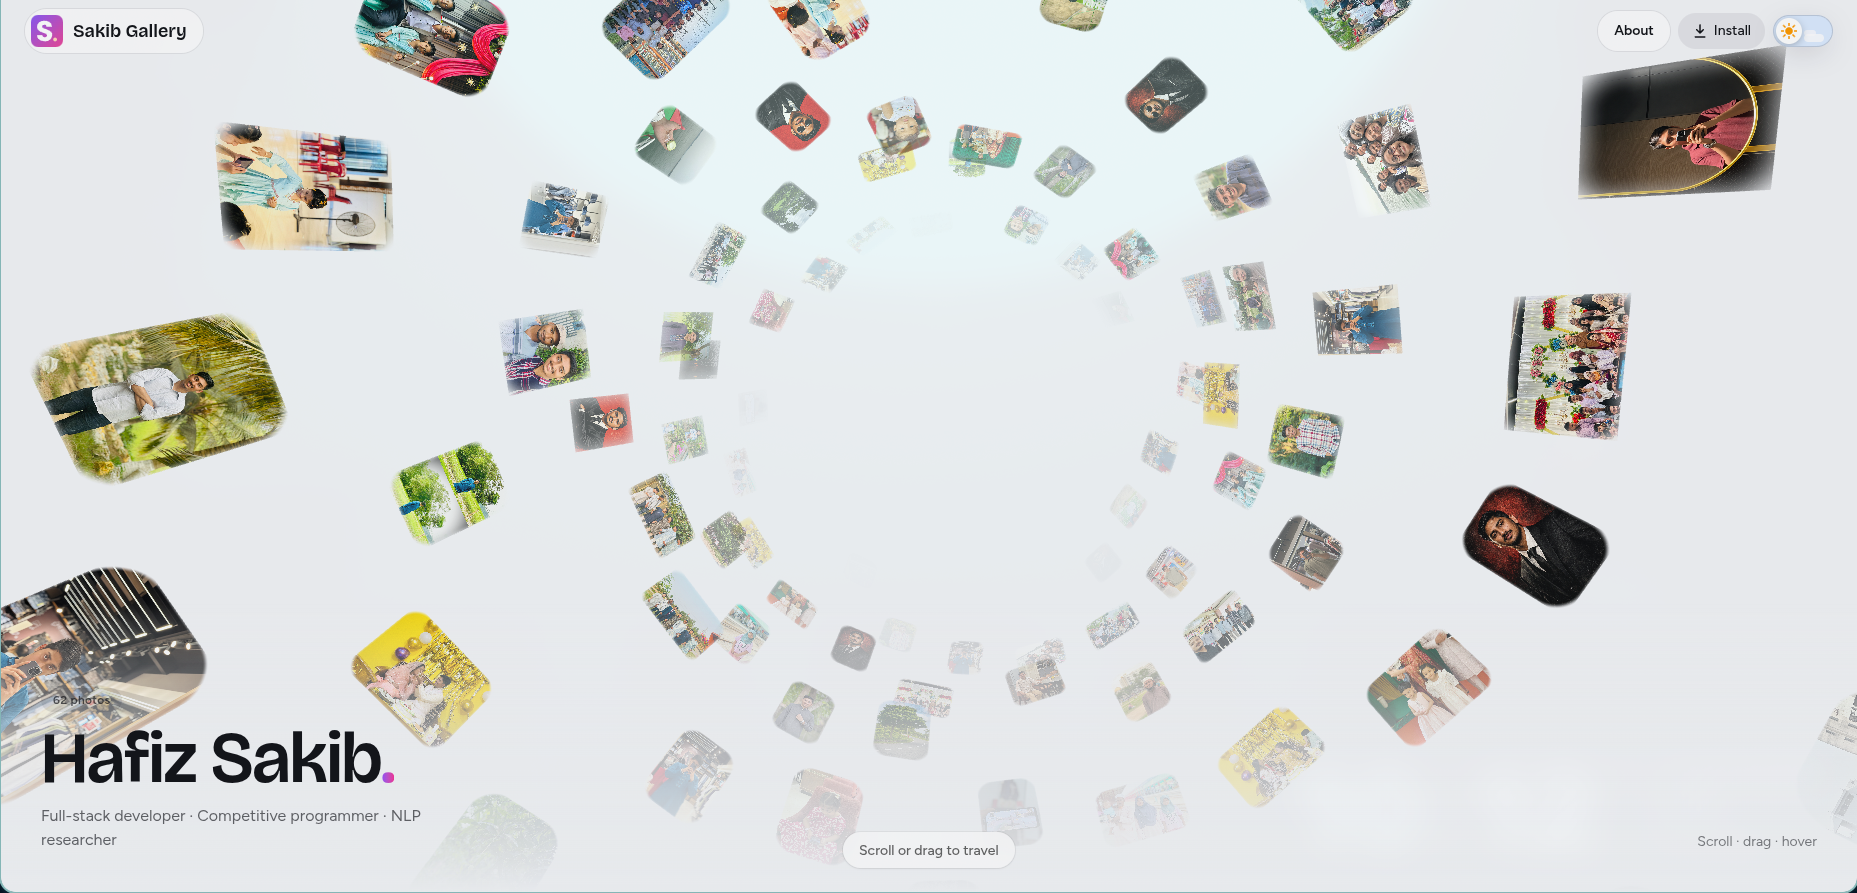 S.
Sakib Gallery
About
Install
62 photos
Hafiz Sakib.
Full-stack developer · Competitive programmer · NLP
researcher
Scroll or drag to travel
Scroll · drag · hover